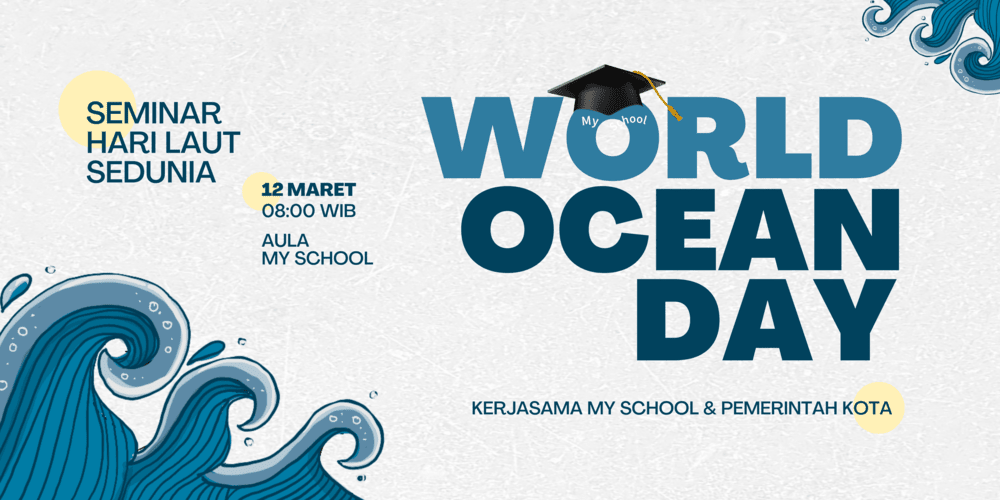 SEMINAR
HARI LAUT
SEDUNIA
12 MARET
08:00 WIB
AULA
MY SCHOOL
My hool
WORLD
OCEAN
DAY
KERJASAMA MY SCHOOL & PEMERINTAH KOTA